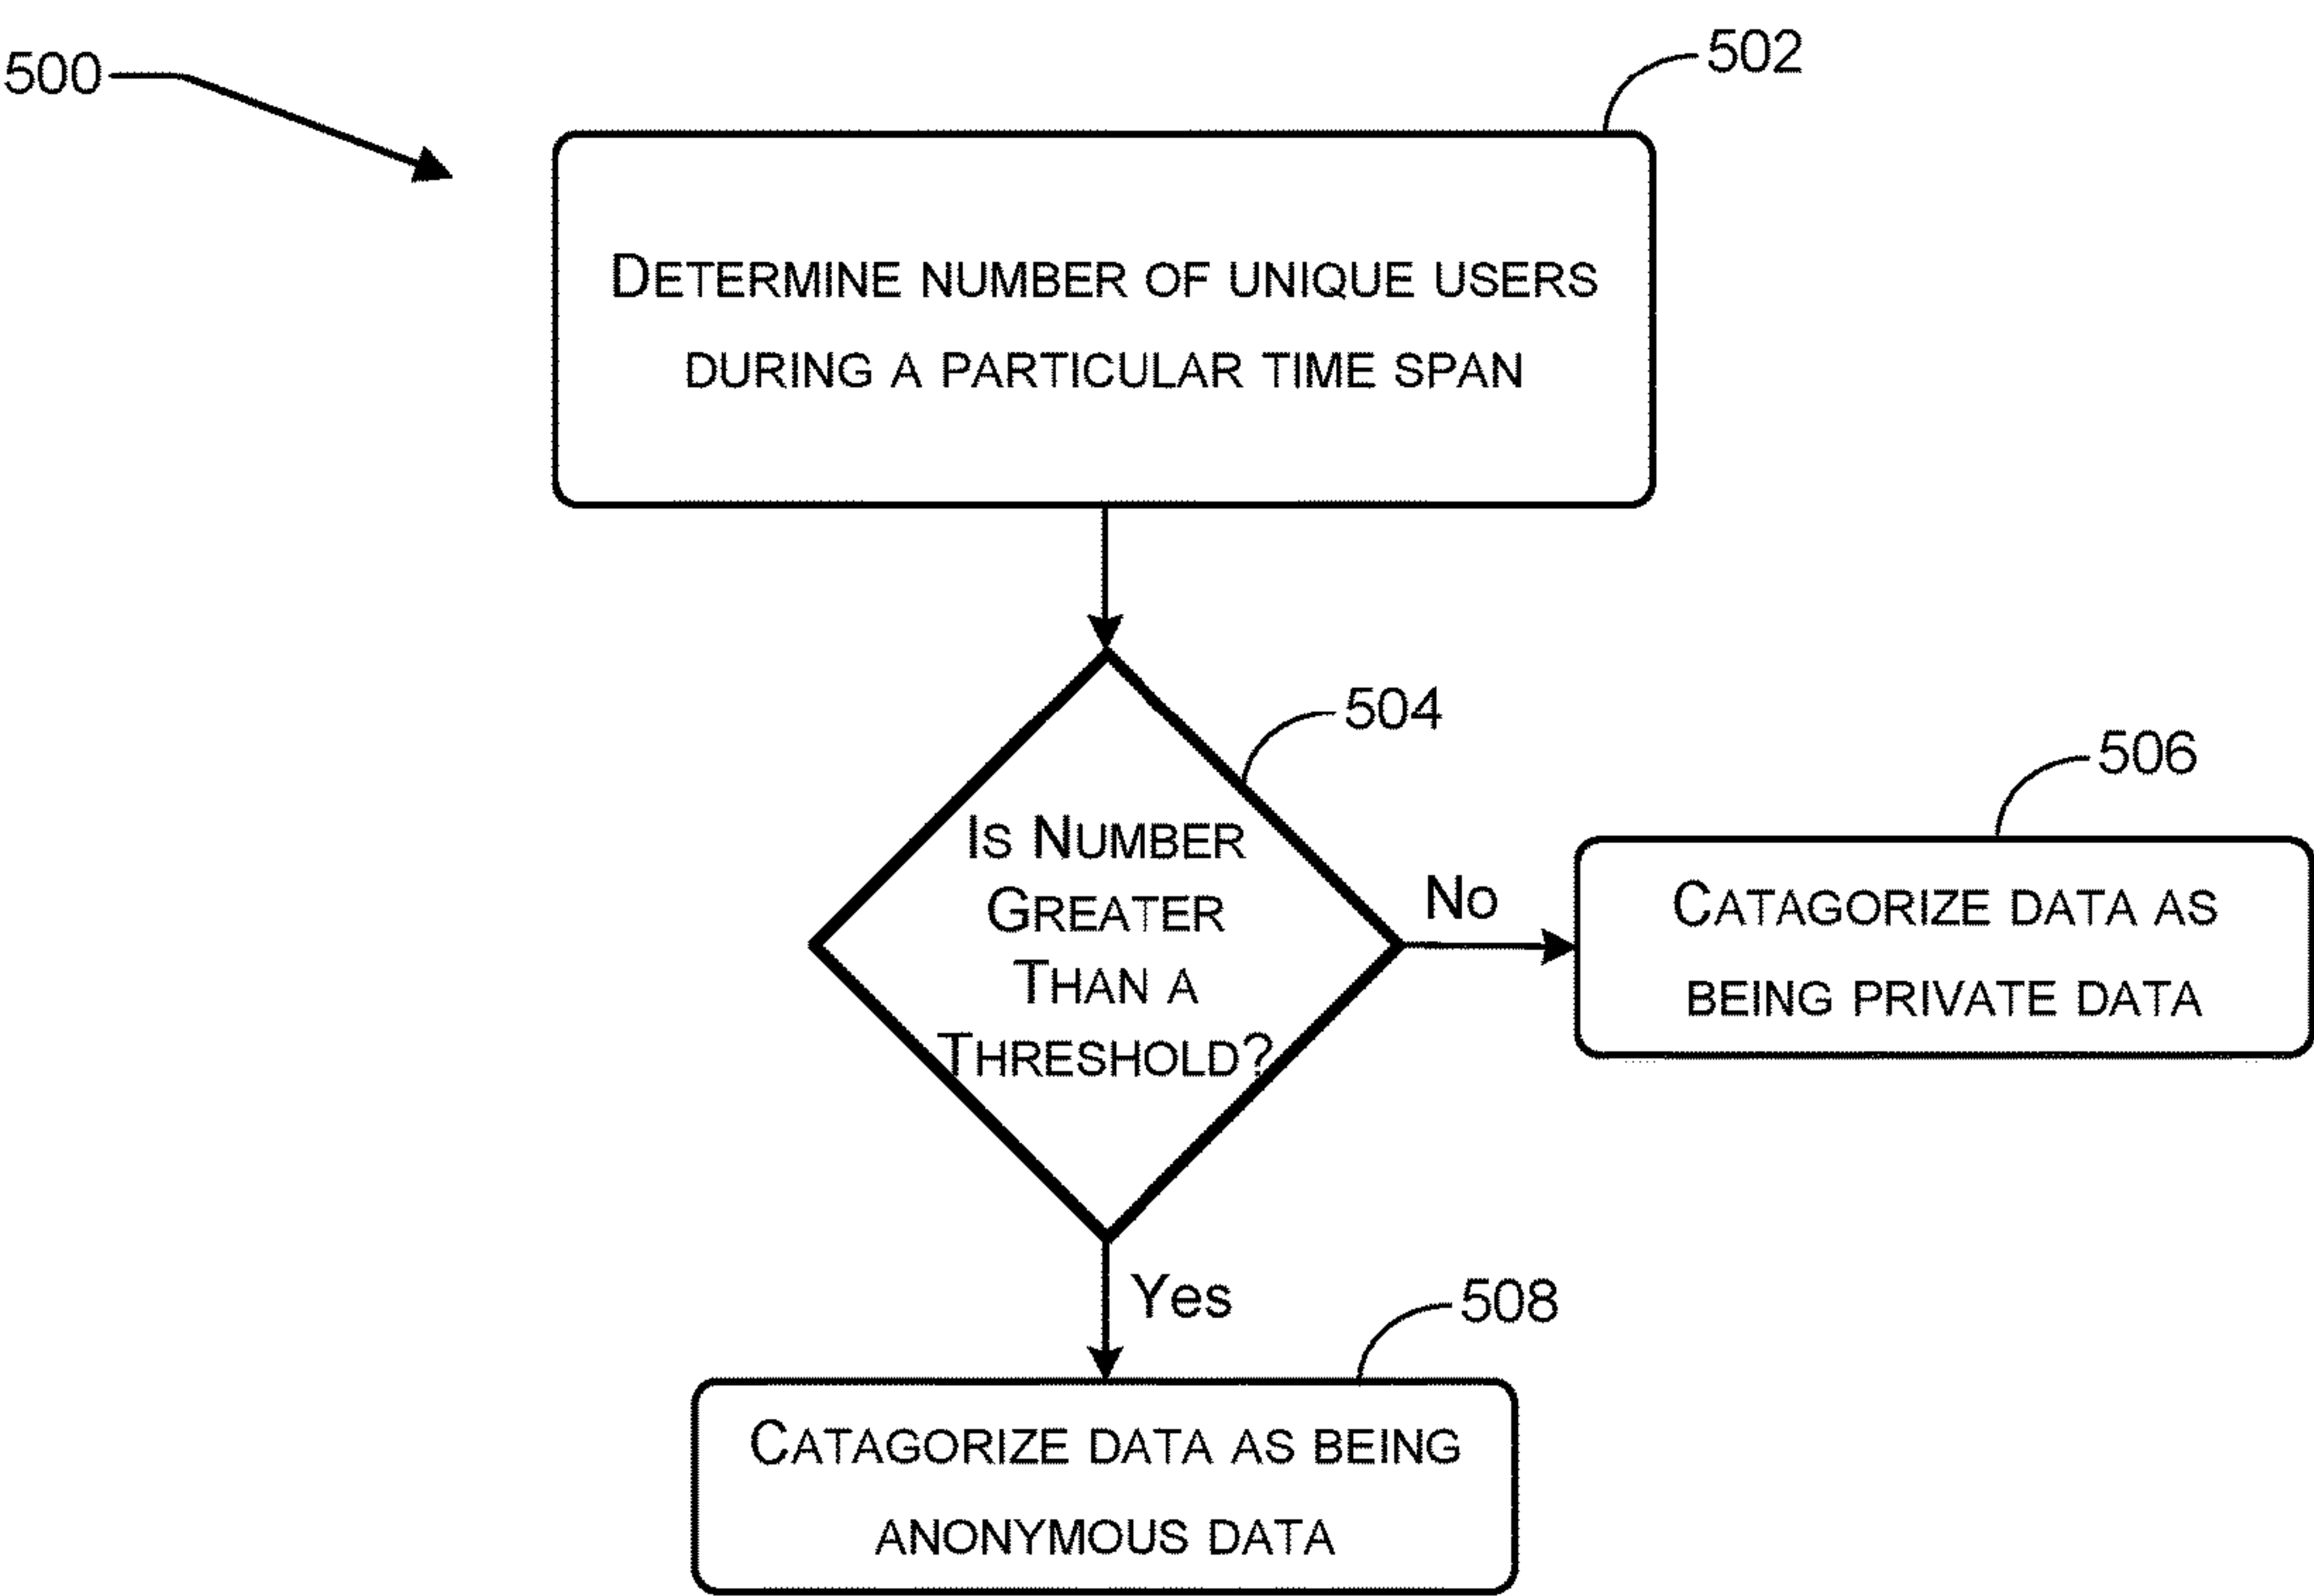 500
502
DETERMINE NUMBER OF UNIQUE USERS
DURING A PARTICULAR TIME SPAN
504
IS NUMBER
GREATER
THAN A
THRESHOLD?
No
506
CATAGORIZE DATA AS
BEING PRIVATE DATA
Yes
508
CATAGORIZE DATA AS BEING
ANONYMOUS DATA